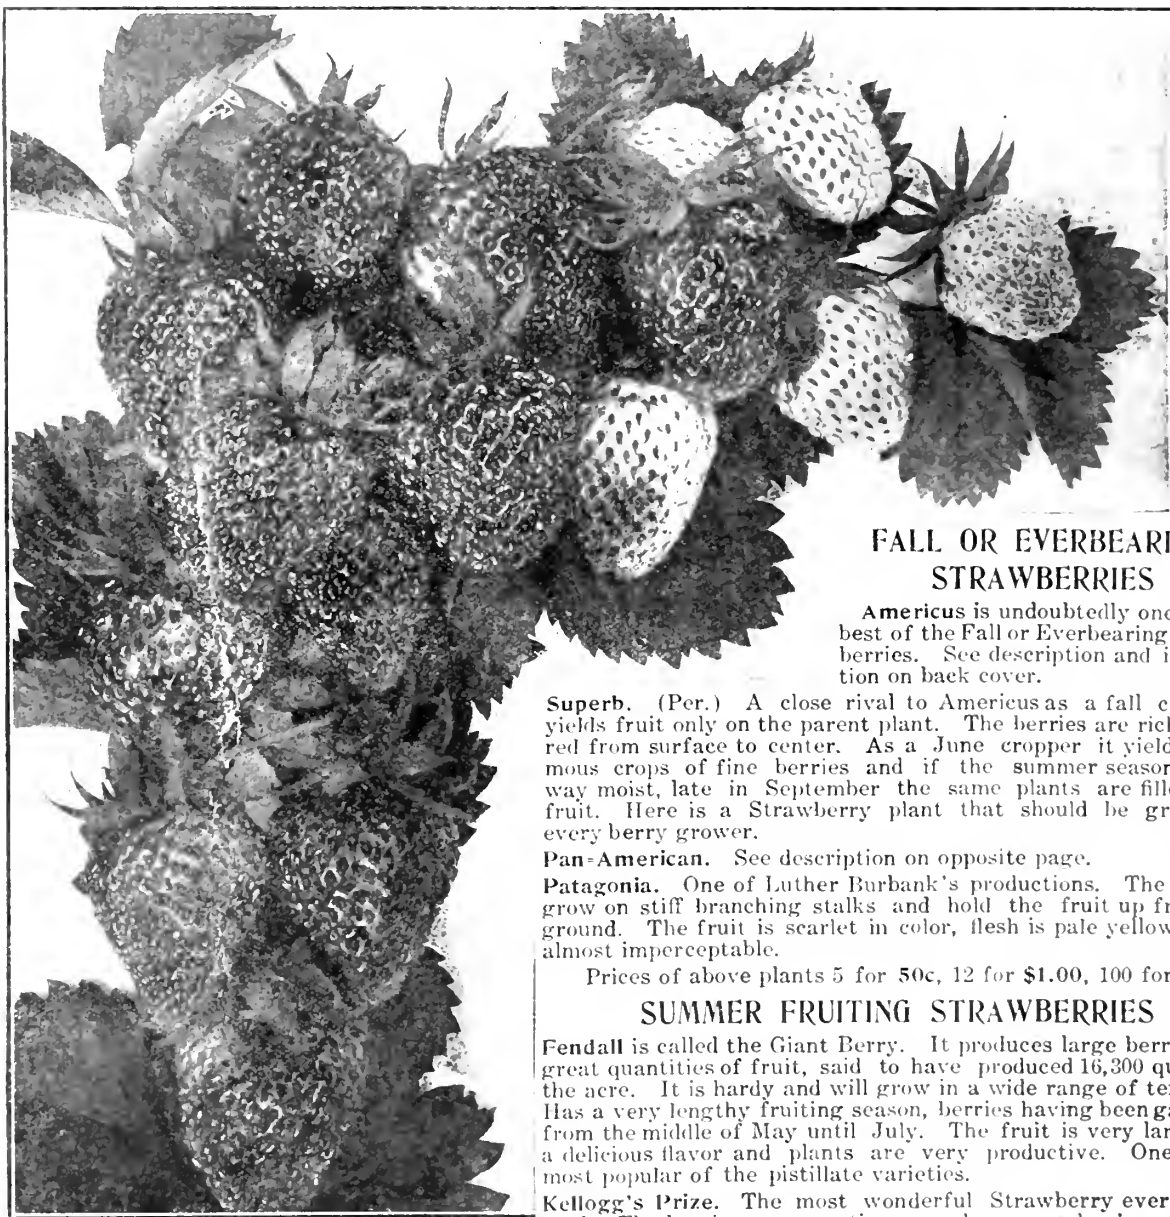 FALL OR EVERBEARI
STRAWBERRIES
Americus is undoubtedly one
best of the Fall or Everbearing
berries. See description and i
tion on back cover.
Superb. (Per.) A close rival to Americus as a fall c
yields fruit only on the parent plant. The berries are rich
red from surface to center. As a June cropper it yield
mous crops of fine berries and if the summer season
way moist, late in September the same plants are fille
fruit. Here is a Strawberry plant that should be gr
every berry grower.
Pan=American. See description on opposite page.
Patagonia. One of Luther Burbank's productions. The
grow on stiff branching stalks and hold the fruit up fr
ground. The fruit is scarlet in color, flesh is pale yellow
almost imperceptable.
Prices of above plants 5 for 50c, 12 for $1.00, 100 for
SUMMER FRUITING STRAWBERRIES
Fendall is called the Giant Berry. It produces large berr
great quantities of fruit, said to have produced 16,300 qu
the acre. It is hardy and will grow in a wide range of te
Has a very lengthy fruiting season, berries having been ga
from the middle of May until July. The fruit is very lar
a delicious flavor and plants are very productive. One
most popular of the pistillate varieties.
Kellogg's Prize. The most wonderful Strawberry ever